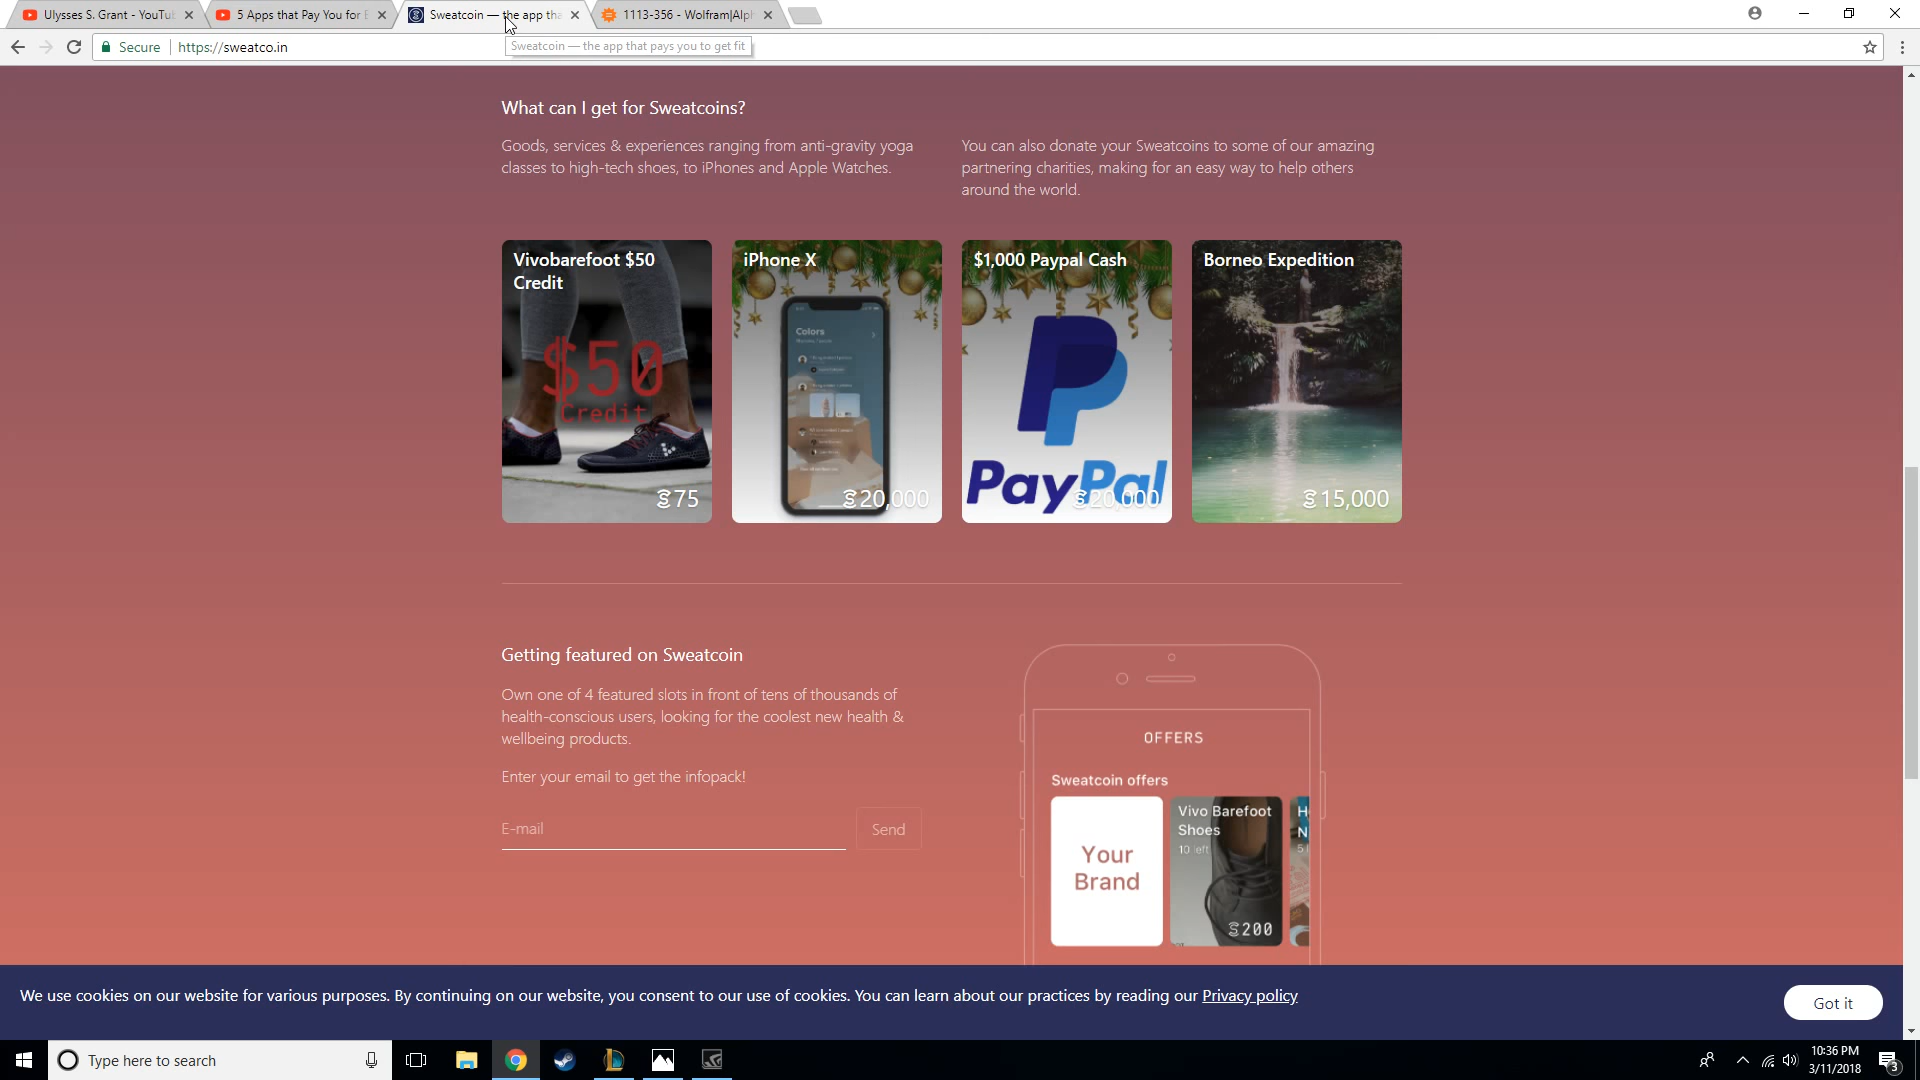 Ulysses S. Grant - YouTu
5 Apps that Pay You for
Sweatcoin — the app tha
1113-356 - Wolfram|Alp
Secure
https://sweatco.in
Sweatcoin — the app that pays you to get fit
What can I get for Sweatcoins?
Goods, services & experiences ranging from anti-gravity yoga
classes to high-tech shoes, to iPhones and Apple Watches.
You can also donate your Sweatcoins to some of our amazing
partnering charities, making for an easy way to help others
around the world.
Vivobarefoot $50
Credit
$50
Credit
75
iPhone X
Colors
20,000
$1,000 Paypal Cash
PayPal
20,000
Borneo Expedition
15,000
Getting featured on Sweatcoin
Own one of 4 featured slots in front of tens of thousands of
health-conscious users, looking for the coolest new health &
wellbeing products.
Enter your email to get the infopack!
E-mail
Send
OFFERS
Sweatcoin offers
Your
Brand
Vivo Barefoot
Shoes
10 left
200
H
N
5
We use cookies on our website for various purposes. By continuing on our website, you consent to our use of cookies. You can learn about our practices by reading our Privacy policy
Got it
Type here to search
10:36 PM
3/11/2018
3